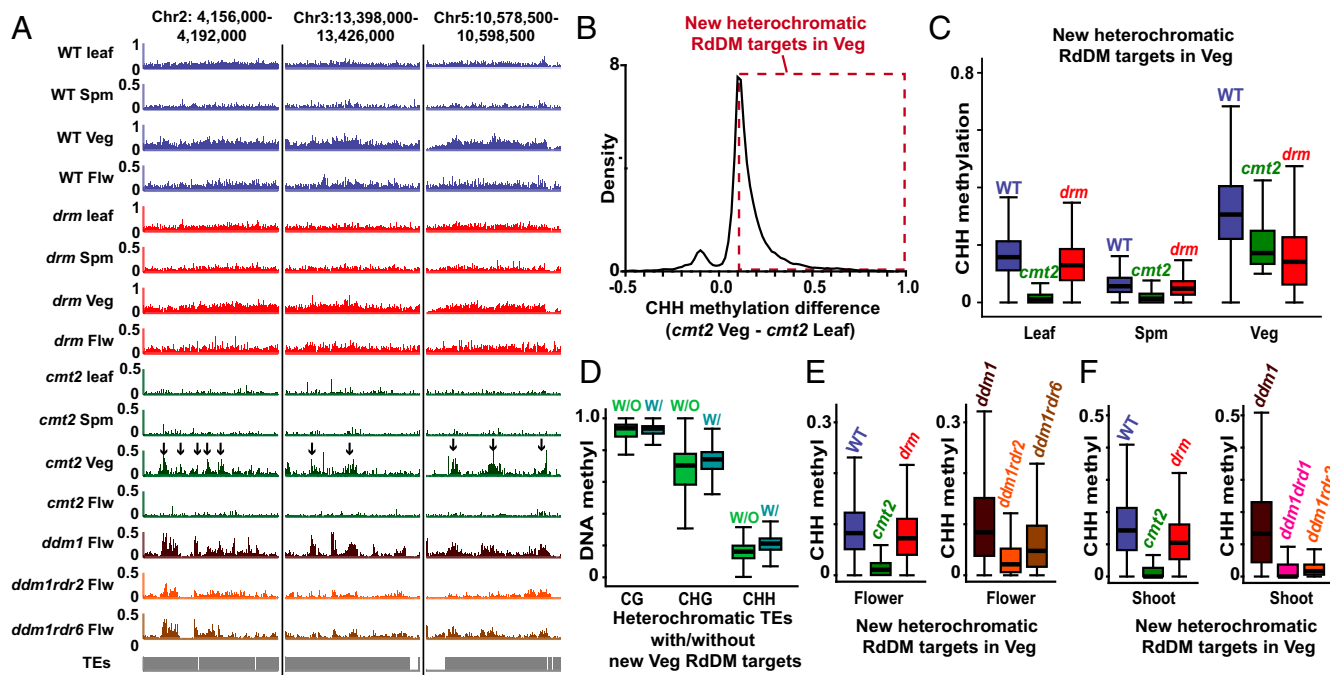 A
Chr2: 4,156,000-
4,192,000
Chr3:13,398,000-
13,426,000
Chr5:10,578,500-
10,598,500
WT leaf
1
0
WT Spm
0.5
0
WT Veg
1
0
WT Flw
0.5
0
drm leaf
1
0
drm Spm
0.5
0
drm Veg
1
0
drm Flw
0.5
0
cmt2 leaf
0.5
0
cmt2 Spm
0.5
0
cmt2 Veg
0.5
0
cmt2 Flw
0.5
0
ddm1 Flw
0.5
0
ddm1rdr2 Flw
0.5
0
ddm1rdr6 Flw
0.5
0
TEs
B
New heterochromatic
RdDM targets in Veg
8
0
Density
-0.5
0.0
0.5
1.0
CHH methylation difference
(cmt2 Veg - cmt2 Leaf)
C
New heterochromatic
RdDM targets in Veg
0.8
0
CHH methylation
WT
cmt2
drm
WT
cmt2
drm
WT
cmt2
drm
Leaf
Spm
Veg
D
W/O
W/
W/O
W/
W/O
W/
1.0
0
DNA methyl
CG
CHG
CHH
Heterochromatic TEs
with/without
new Veg RdDM targets
E
0.3
0
CHH methyl
WT
cmt2
drm
Flower
0.3
0
CHH methyl
ddm1
ddm1rdr2
ddm1rdr6
Flower
New heterochromatic
RdDM targets in Veg
F
0.5
0
CHH methyl
WT
cmt2
drm
Shoot
0.5
0
CHH methyl
ddm1
ddm1drd1
ddm1rdr2
Shoot
New heterochromatic
RdDM targets in Veg